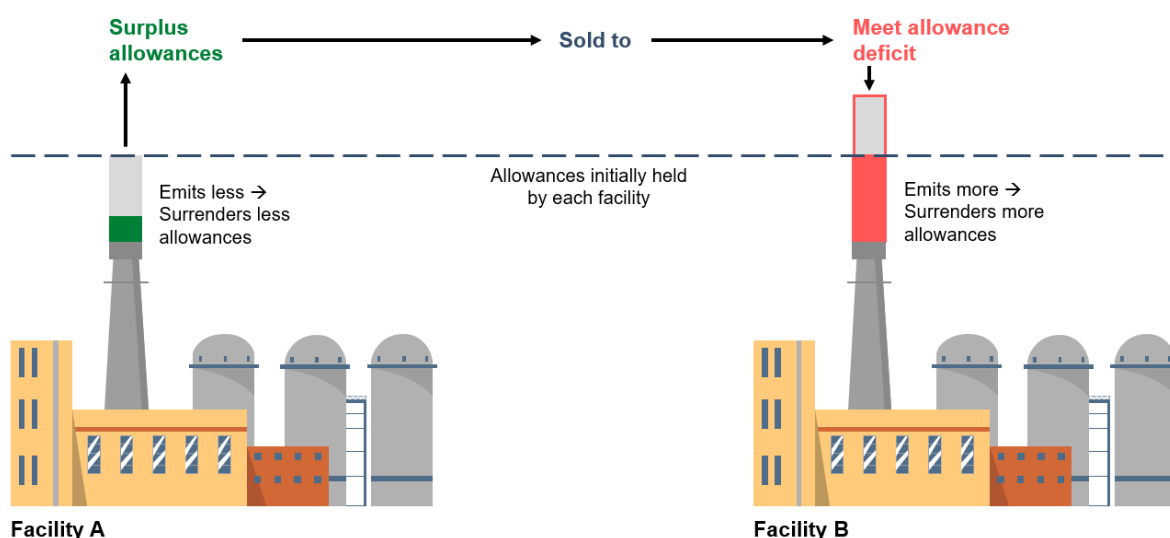 Surplus
allowances
Sold to
Meet allowance
deficit
Allowances initially held
by each facility
Emits less →
Surrenders less
allowances
Emits more →
Surrenders more
allowances
Facility A
Facility B